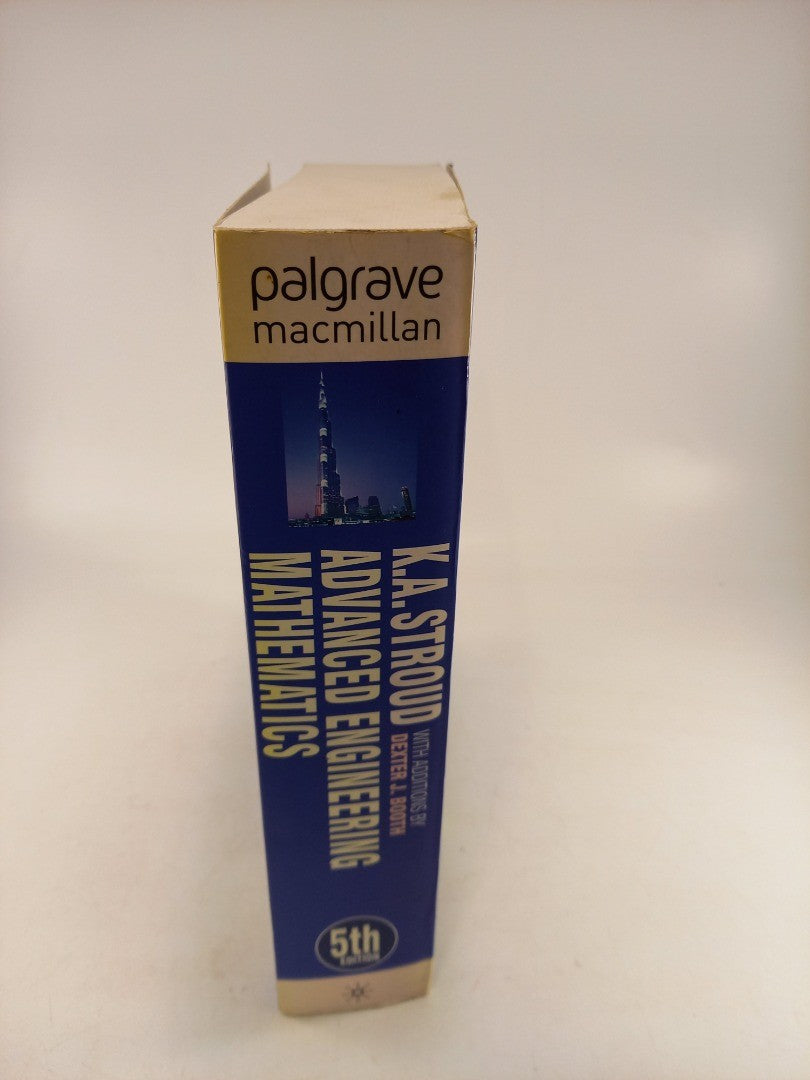 palgrave
macmillan
K.A. STROUD
WITH ADDITIONS BY
DEXTER J. BOOTH
ADVANCED ENGINEERING
MATHEMATICS
5th
EDITION